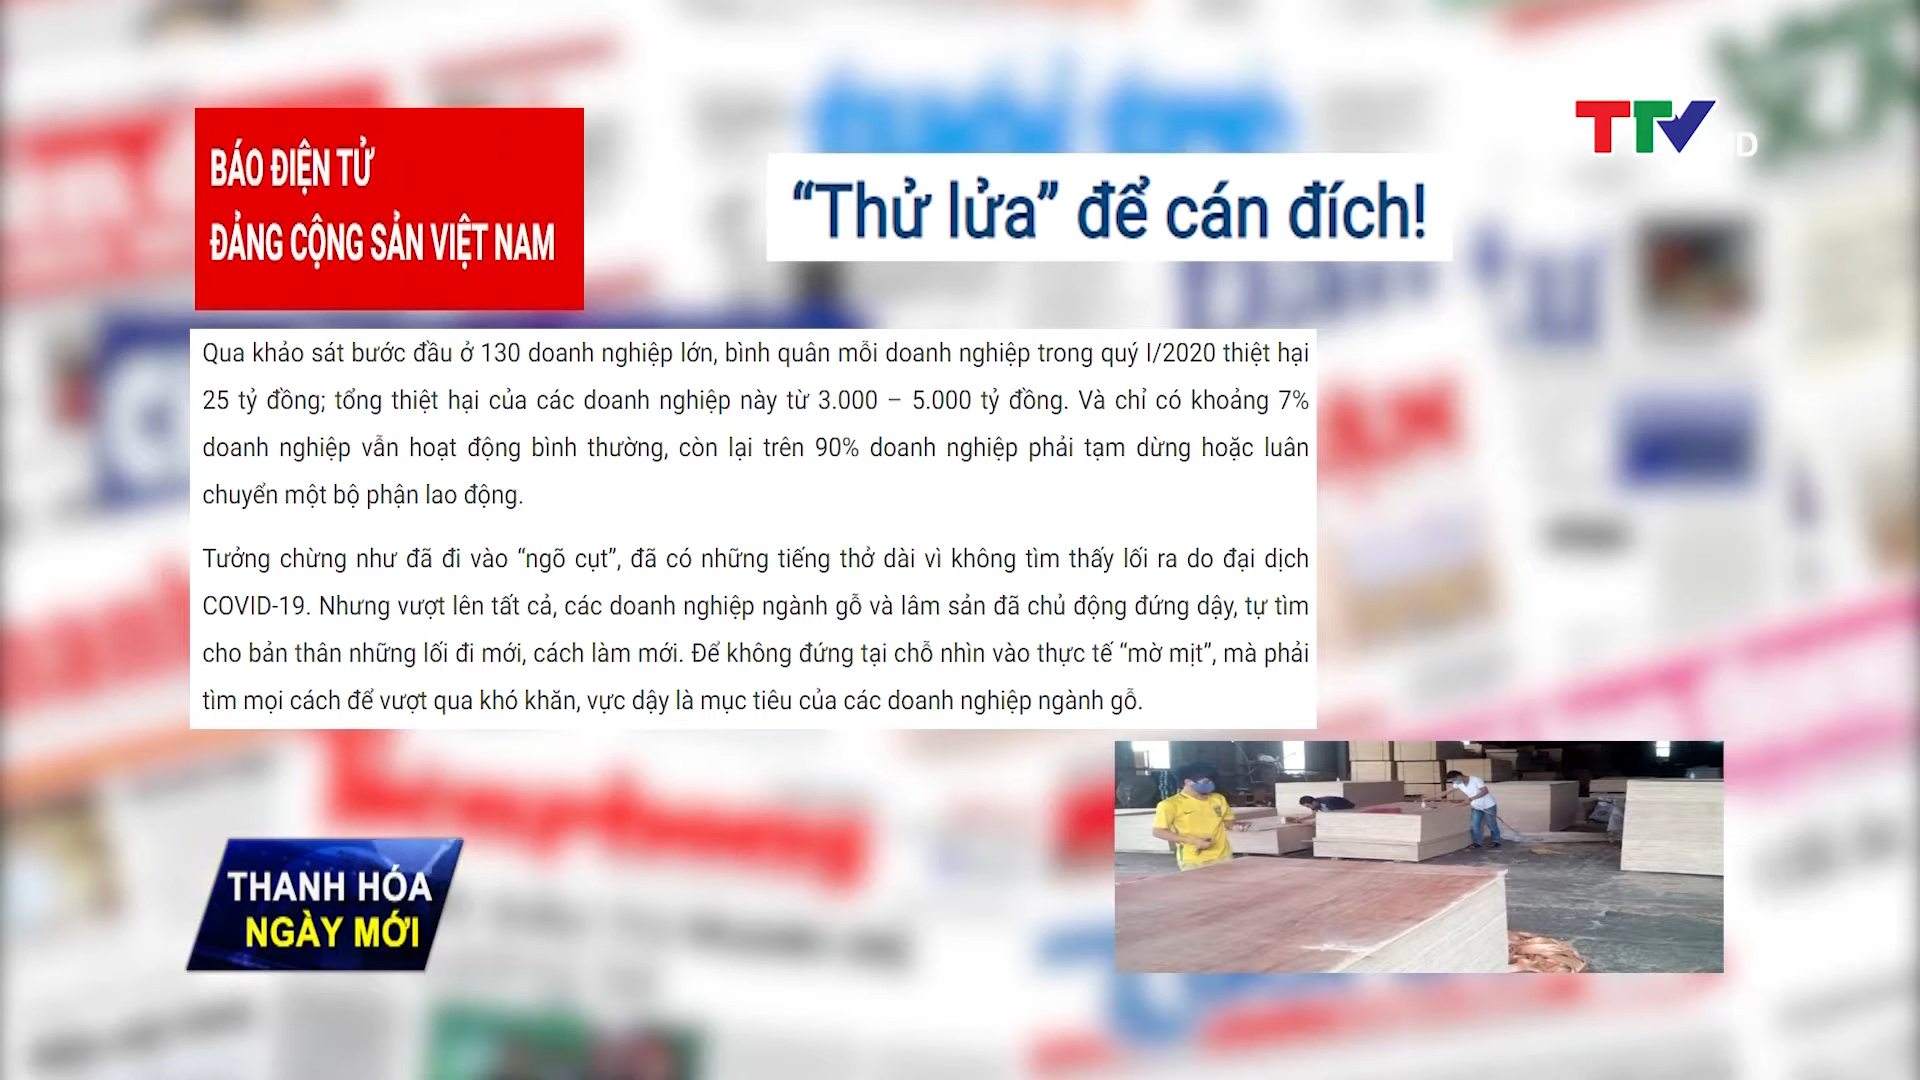 BÁO ĐIỆN TỬ
ĐẢNG CỘNG SẢN VIỆT NAM
“Thử lửa” để cán đích!
TTV
Qua khảo sát bước đầu ở 130 doanh nghiệp lớn, bình quân mỗi doanh nghiệp trong quý I/2020 thiệt hại
25 tỷ đồng; tổng thiệt hại của các doanh nghiệp này từ 3.000 – 5.000 tỷ đồng. Và chỉ có khoảng 7%
doanh nghiệp vẫn hoạt động bình thường, còn lại trên 90% doanh nghiệp phải tạm dừng hoặc luân
chuyển một bộ phận lao động.
Tưởng chừng như đã đi vào “ngõ cụt”, đã có những tiếng thở dài vì không tìm thấy lối ra do đại dịch
COVID-19. Nhưng vượt lên tất cả, các doanh nghiệp ngành gỗ và lâm sản đã chủ động đứng dậy, tự tìm
cho bản thân những lối đi mới, cách làm mới. Để không đứng tại chỗ nhìn vào thực tế “mờ mịt”, mà phải
tìm mọi cách để vượt qua khó khăn, vực dậy là mục tiêu của các doanh nghiệp ngành gỗ.
THANH HÓA
NGÀY MỚI